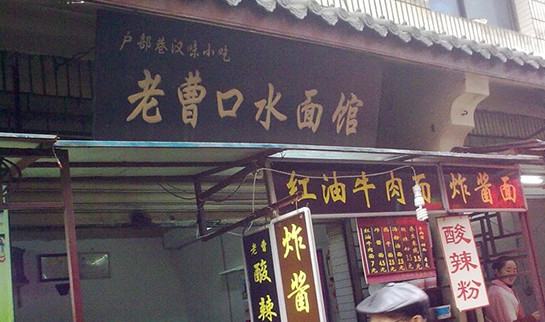 户部巷汉味小吃
老曹口水面馆
红油牛肉面
炸酱面
老曹
酸辣
炸酱
酸辣粉